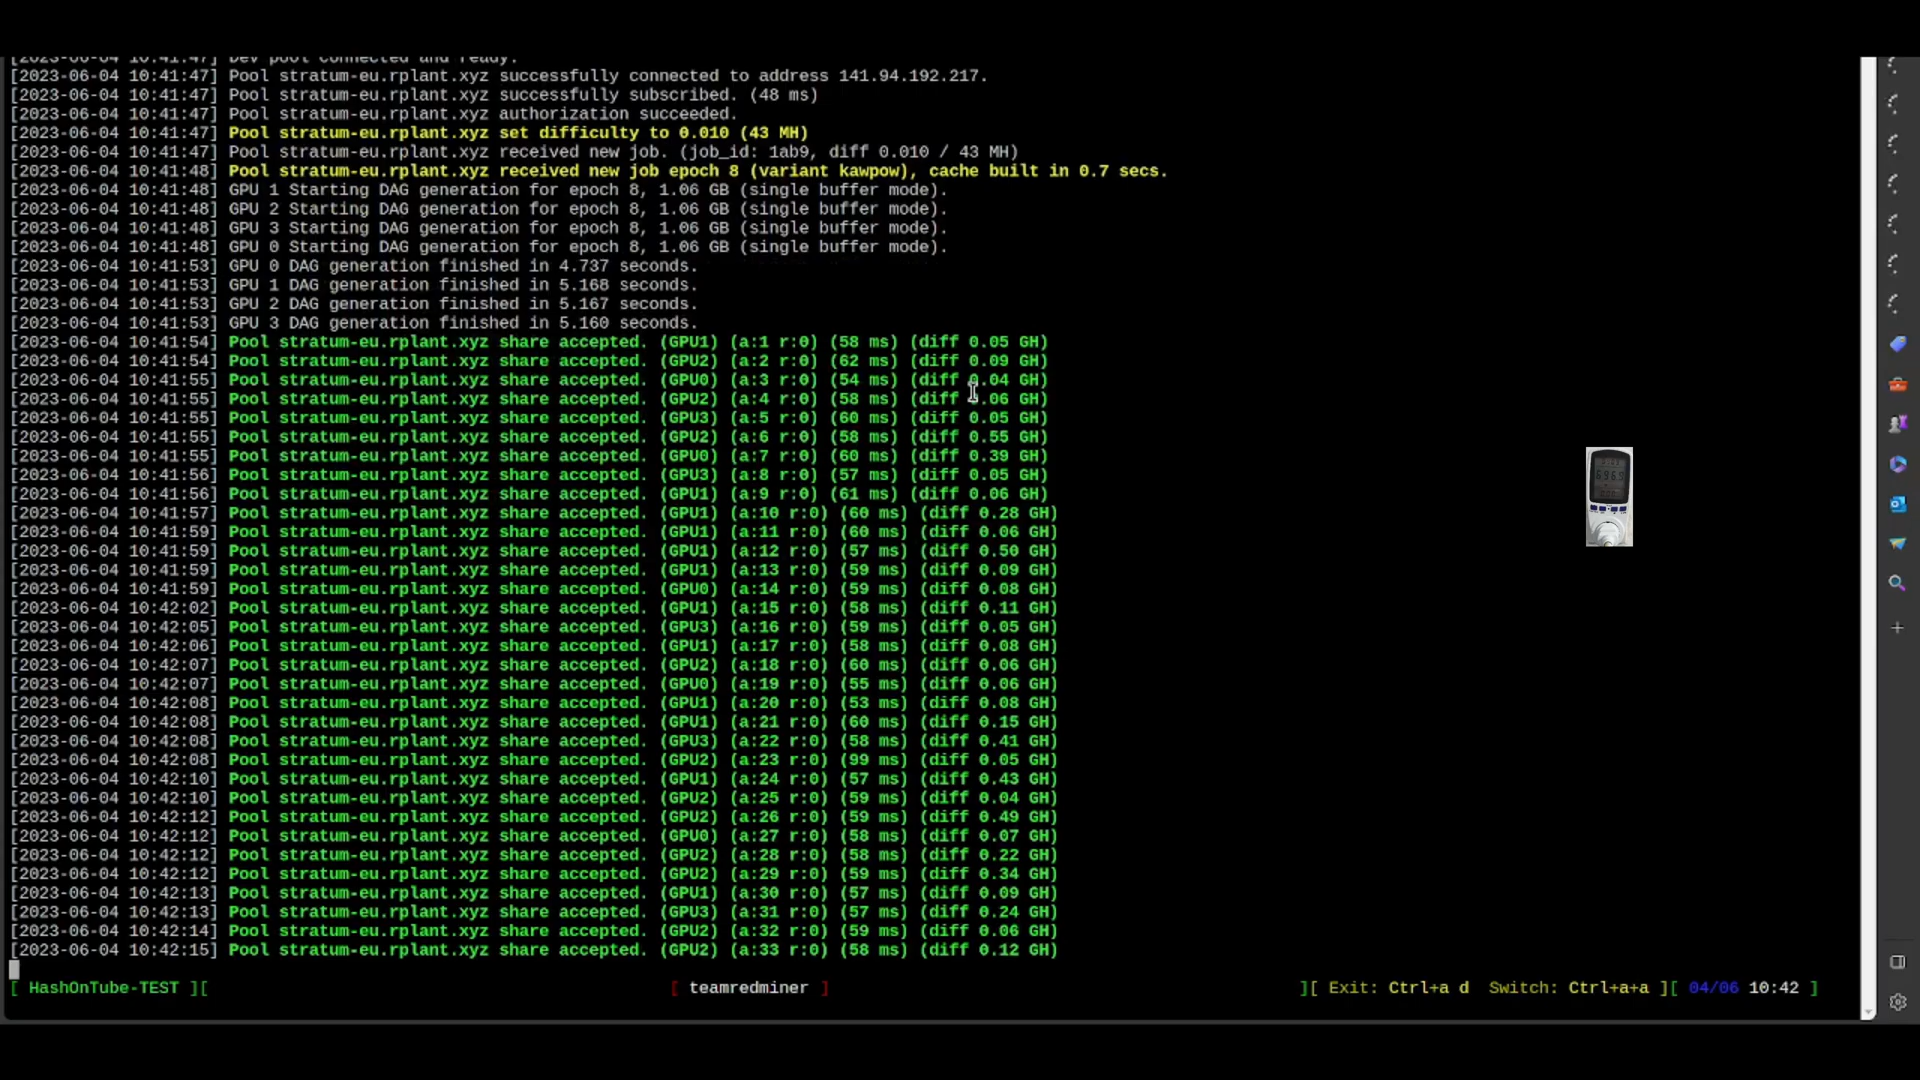 [2023-06-04 10:41:47] Dev pool connected and ready.
[2023-06-04 10:41:47] Pool stratum-eu.rplant.xyz successfully connected to address 141.94.192.217.
[2023-06-04 10:41:47] Pool stratum-eu.rplant.xyz successfully subscribed. (48 ms)
[2023-06-04 10:41:47] Pool stratum-eu.rplant.xyz authorization succeeded.
[2023-06-04 10:41:47] Pool stratum-eu.rplant.xyz set difficulty to 0.010 (43 MH)
[2023-06-04 10:41:47] Pool stratum-eu.rplant.xyz received new job. (job_id: 1ab9, diff 0.010 / 43 MH)
[2023-06-04 10:41:48] Pool stratum-eu.rplant.xyz received new job epoch 8 (variant kawpow), cache built in 0.7 secs.
[2023-06-04 10:41:48] GPU 1 Starting DAG generation for epoch 8, 1.06 GB (single buffer mode).
[2023-06-04 10:41:48] GPU 2 Starting DAG generation for epoch 8, 1.06 GB (single buffer mode).
[2023-06-04 10:41:48] GPU 3 Starting DAG generation for epoch 8, 1.06 GB (single buffer mode).
[2023-06-04 10:41:48] GPU 0 Starting DAG generation for epoch 8, 1.06 GB (single buffer mode).
[2023-06-04 10:41:53] GPU 0 DAG generation finished in 4.737 seconds.
[2023-06-04 10:41:53] GPU 1 DAG generation finished in 5.168 seconds.
[2023-06-04 10:41:53] GPU 2 DAG generation finished in 5.167 seconds.
[2023-06-04 10:41:53] GPU 3 DAG generation finished in 5.160 seconds.
[2023-06-04 10:41:54] Pool stratum-eu.rplant.xyz share accepted. (GPU1) (a:1 r:0) (58 ms) (diff 0.05 GH)
[2023-06-04 10:41:54] Pool stratum-eu.rplant.xyz share accepted. (GPU2) (a:2 r:0) (62 ms) (diff 0.09 GH)
[2023-06-04 10:41:55] Pool stratum-eu.rplant.xyz share accepted. (GPU0) (a:3 r:0) (54 ms) (diff 0.04 GH)
[2023-06-04 10:41:55] Pool stratum-eu.rplant.xyz share accepted. (GPU2) (a:4 r:0) (58 ms) (diff 0.06 GH)
[2023-06-04 10:41:55] Pool stratum-eu.rplant.xyz share accepted. (GPU3) (a:5 r:0) (60 ms) (diff 0.05 GH)
[2023-06-04 10:41:55] Pool stratum-eu.rplant.xyz share accepted. (GPU2) (a:6 r:0) (58 ms) (diff 0.55 GH)
[2023-06-04 10:41:55] Pool stratum-eu.rplant.xyz share accepted. (GPU0) (a:7 r:0) (60 ms) (diff 0.39 GH)
[2023-06-04 10:41:56] Pool stratum-eu.rplant.xyz share accepted. (GPU3) (a:8 r:0) (57 ms) (diff 0.05 GH)
[2023-06-04 10:41:56] Pool stratum-eu.rplant.xyz share accepted. (GPU1) (a:9 r:0) (61 ms) (diff 0.06 GH)
[2023-06-04 10:41:57] Pool stratum-eu.rplant.xyz share accepted. (GPU1) (a:10 r:0) (60 ms) (diff 0.28 GH)
[2023-06-04 10:41:59] Pool stratum-eu.rplant.xyz share accepted. (GPU1) (a:11 r:0) (60 ms) (diff 0.06 GH)
[2023-06-04 10:41:59] Pool stratum-eu.rplant.xyz share accepted. (GPU1) (a:12 r:0) (57 ms) (diff 0.50 GH)
[2023-06-04 10:41:59] Pool stratum-eu.rplant.xyz share accepted. (GPU1) (a:13 r:0) (59 ms) (diff 0.09 GH)
[2023-06-04 10:41:59] Pool stratum-eu.rplant.xyz share accepted. (GPU0) (a:14 r:0) (59 ms) (diff 0.08 GH)
[2023-06-04 10:42:02] Pool stratum-eu.rplant.xyz share accepted. (GPU1) (a:15 r:0) (58 ms) (diff 0.11 GH)
[2023-06-04 10:42:05] Pool stratum-eu.rplant.xyz share accepted. (GPU3) (a:16 r:0) (59 ms) (diff 0.05 GH)
[2023-06-04 10:42:06] Pool stratum-eu.rplant.xyz share accepted. (GPU1) (a:17 r:0) (58 ms) (diff 0.08 GH)
[2023-06-04 10:42:07] Pool stratum-eu.rplant.xyz share accepted. (GPU2) (a:18 r:0) (60 ms) (diff 0.06 GH)
[2023-06-04 10:42:07] Pool stratum-eu.rplant.xyz share accepted. (GPU0) (a:19 r:0) (55 ms) (diff 0.06 GH)
[2023-06-04 10:42:08] Pool stratum-eu.rplant.xyz share accepted. (GPU1) (a:20 r:0) (53 ms) (diff 0.08 GH)
[2023-06-04 10:42:08] Pool stratum-eu.rplant.xyz share accepted. (GPU1) (a:21 r:0) (60 ms) (diff 0.15 GH)
[2023-06-04 10:42:08] Pool stratum-eu.rplant.xyz share accepted. (GPU3) (a:22 r:0) (58 ms) (diff 0.41 GH)
[2023-06-04 10:42:08] Pool stratum-eu.rplant.xyz share accepted. (GPU2) (a:23 r:0) (99 ms) (diff 0.05 GH)
[2023-06-04 10:42:10] Pool stratum-eu.rplant.xyz share accepted. (GPU1) (a:24 r:0) (57 ms) (diff 0.43 GH)
[2023-06-04 10:42:10] Pool stratum-eu.rplant.xyz share accepted. (GPU2) (a:25 r:0) (59 ms) (diff 0.04 GH)
[2023-06-04 10:42:12] Pool stratum-eu.rplant.xyz share accepted. (GPU2) (a:26 r:0) (59 ms) (diff 0.49 GH)
[2023-06-04 10:42:12] Pool stratum-eu.rplant.xyz share accepted. (GPU0) (a:27 r:0) (58 ms) (diff 0.07 GH)
[2023-06-04 10:42:12] Pool stratum-eu.rplant.xyz share accepted. (GPU2) (a:28 r:0) (58 ms) (diff 0.22 GH)
[2023-06-04 10:42:12] Pool stratum-eu.rplant.xyz share accepted. (GPU2) (a:29 r:0) (59 ms) (diff 0.34 GH)
[2023-06-04 10:42:13] Pool stratum-eu.rplant.xyz share accepted. (GPU1) (a:30 r:0) (57 ms) (diff 0.09 GH)
[2023-06-04 10:42:13] Pool stratum-eu.rplant.xyz share accepted. (GPU3) (a:31 r:0) (57 ms) (diff 0.24 GH)
[2023-06-04 10:42:14] Pool stratum-eu.rplant.xyz share accepted. (GPU2) (a:32 r:0) (59 ms) (diff 0.06 GH)
[2023-06-04 10:42:15] Pool stratum-eu.rplant.xyz share accepted. (GPU2) (a:33 r:0) (58 ms) (diff 0.12 GH)
[ HashOnTube-TEST ][ [ teamredminer ] ][ Exit: Ctrl+a d Switch: Ctrl+a+a ][ 04/06 10:42 ]